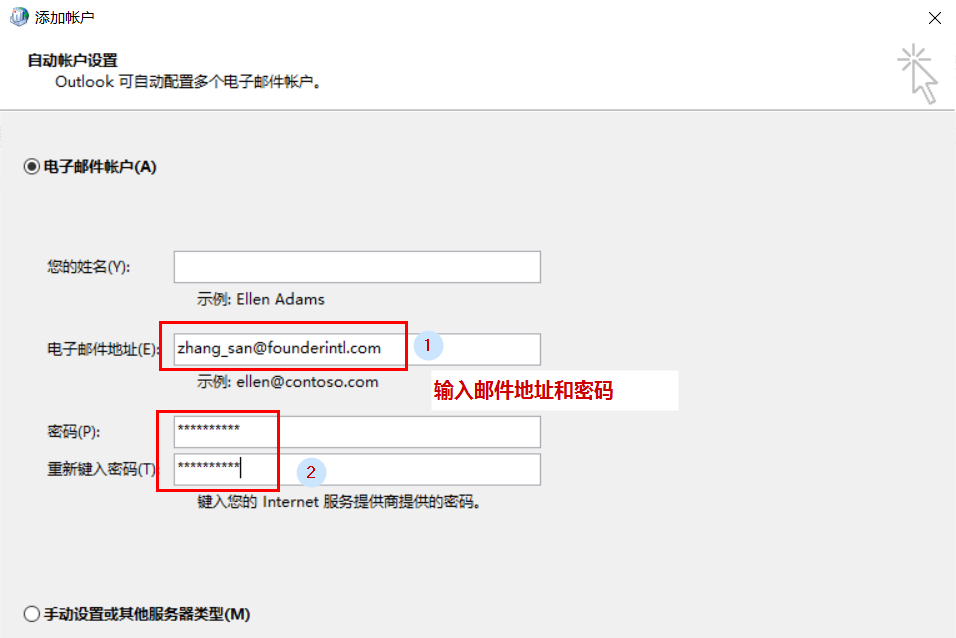 添加帐户
自动帐户设置
Outlook 可自动配置多个电子邮件帐户。
电子邮件帐户(A)
您的姓名(Y):
示例: Ellen Adams
电子邮件地址(E):
zhang_san@founderintl.com
1
示例: ellen@contoso.com
输入邮件地址和密码
密码(P):
**********
重新键入密码(T):
**********
2
键入您的 Internet 服务提供商提供的密码。
手动设置或其他服务器类型(M)